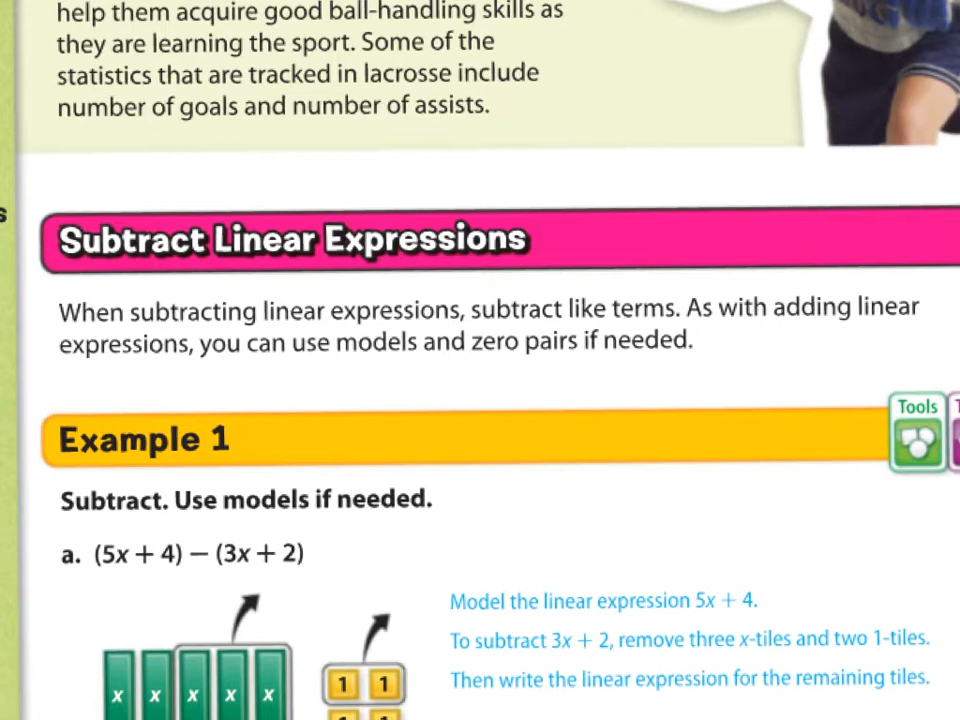 help them acquire good ball-handling skills as
they are learning the sport. Some of the
statistics that are tracked in lacrosse include
number of goals and number of assists.
s
Subtract Linear Expressions
When subtracting linear expressions, subtract like terms. As with adding linear
expressions, you can use models and zero pairs if needed.
Tools
Example 1
Subtract. Use models if needed.
a. (5x + 4) − (3x + 2)
Model the linear expression 5x + 4.
To subtract 3x + 2, remove three x-tiles and two 1-tiles.
Then write the linear expression for the remaining tiles.
x x x x x
1 1
1 1